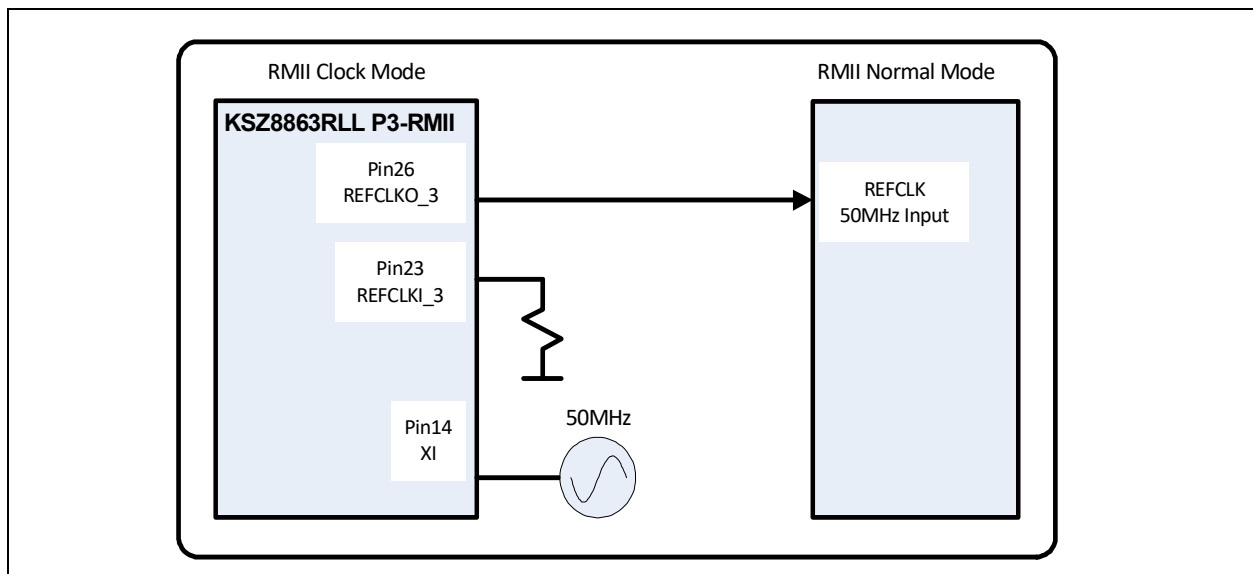 RMII Clock Mode
RMII Normal Mode
KSZ8863RLL P3-RMII
Pin26
REFCLKO_3
REFCLK
50MHz Input
Pin23
REFCLKI_3
50MHz
Pin14
XI